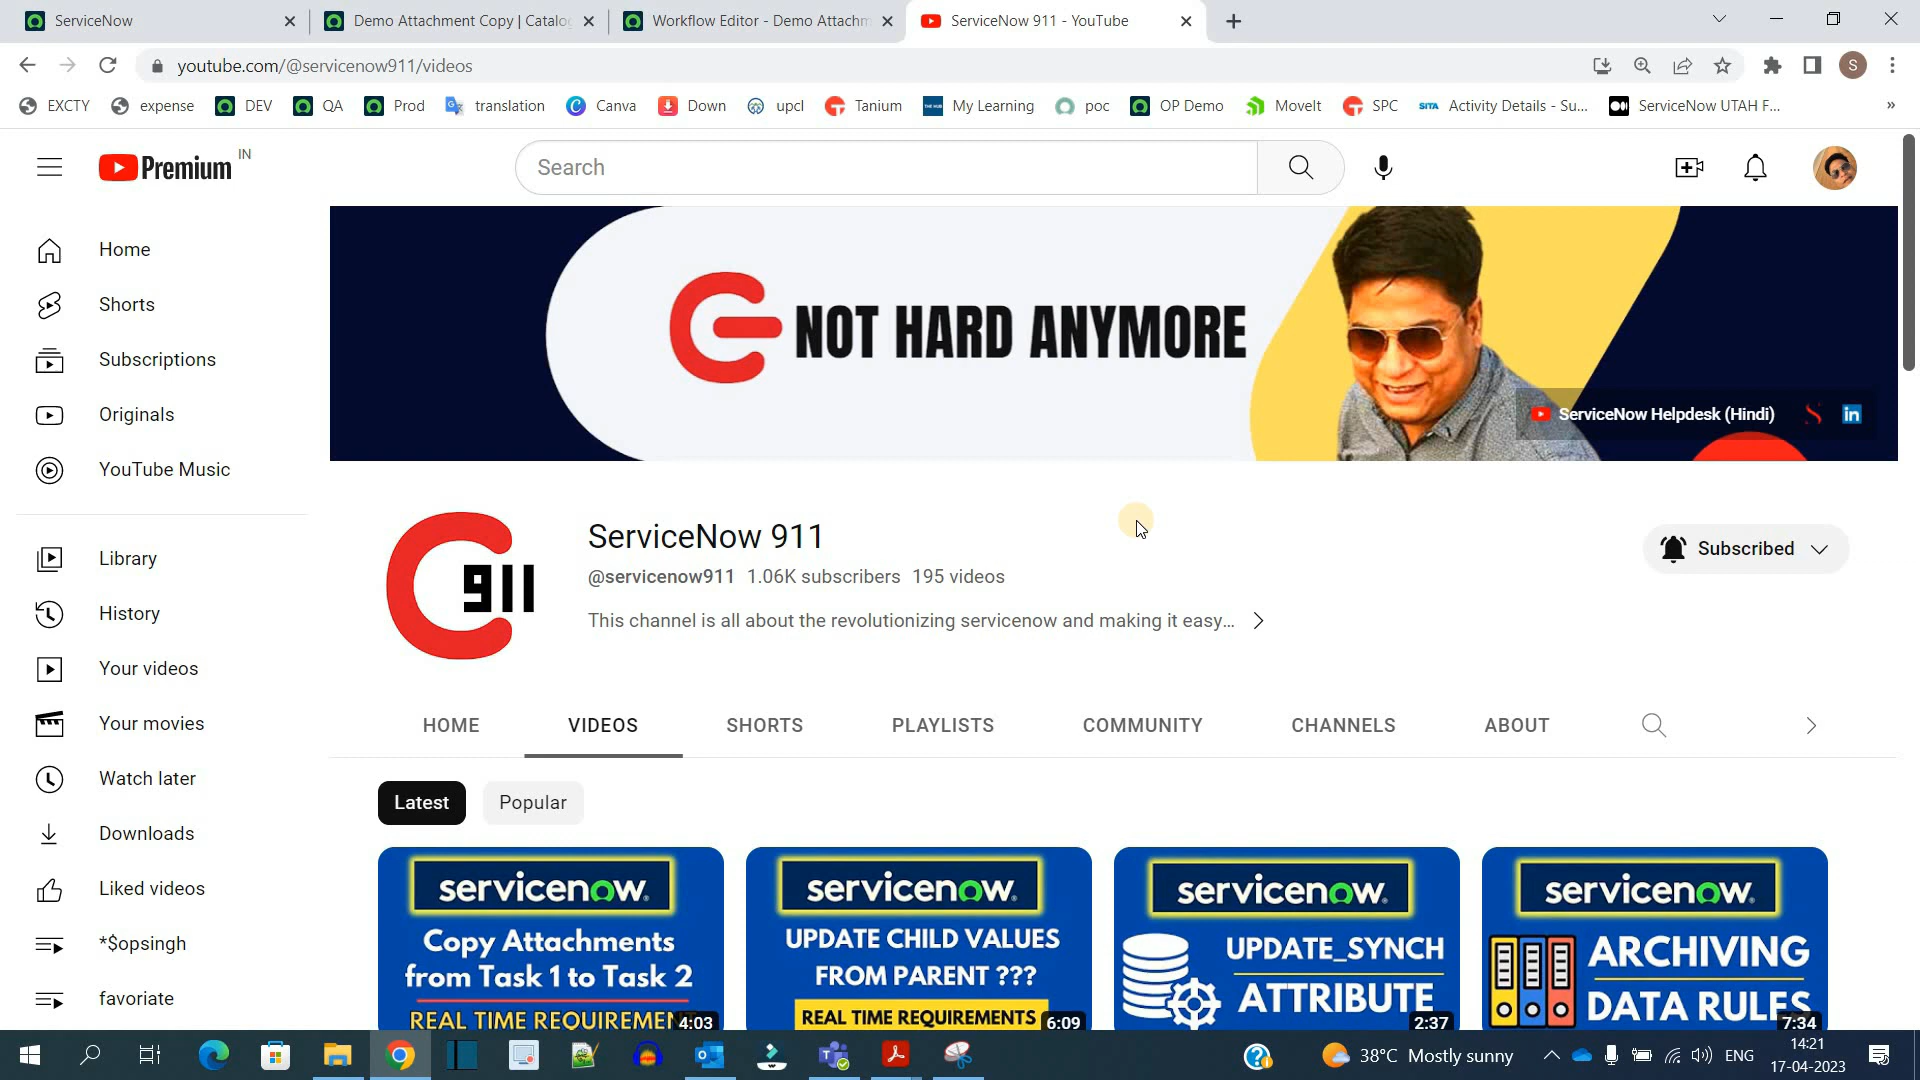 ServiceNow
Demo Attachment Copy | Catalog
Workflow Editor - Demo Attachm
ServiceNow 911 - YouTube
youtube.com/@servicenow911/videos
S
EXCTY
expense
DEV
QA
Prod
translation
Canva
Down
upcl
Tanium
My Learning
poc
OP Demo
MoveIt
SPC
SITA Activity Details - Su...
ServiceNow UTAH F...
»
Premium IN
Search
Home
Shorts
Subscriptions
Originals
YouTube Music
Library
History
Your videos
Your movies
Watch later
Downloads
Liked videos
*$opsingh
favoriate
NOT HARD ANYMORE
ServiceNow Helpdesk (Hindi)
S
in
911
ServiceNow 911
@servicenow911 1.06K subscribers 195 videos
This channel is all about the revolutionizing servicenow and making it easy...
Subscribed
HOME
VIDEOS
SHORTS
PLAYLISTS
COMMUNITY
CHANNELS
ABOUT
Latest
Popular
servicenow.
Copy Attachments
from Task 1 to Task 2
REAL TIME REQUIREMEN
4:03
servicenow.
UPDATE CHILD VALUES
FROM PARENT ???
REAL TIME REQUIREMENTS
6:09
servicenow.
UPDATE_SYNCH
ATTRIBUTE
2:37
servicenow.
ARCHIVING
DATA RULES
7:34
38°C Mostly sunny
ENG
14:21
17-04-2023